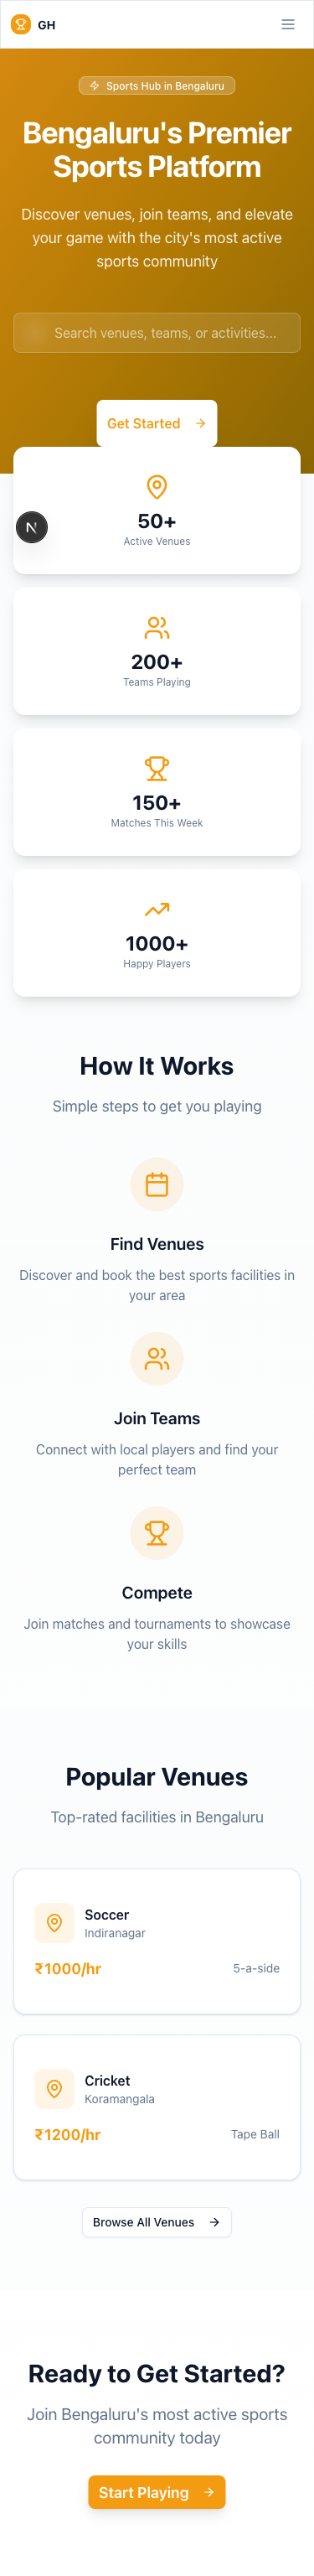 GH
Sports Hub in Bengaluru
Bengaluru's Premier
Sports Platform
Discover venues, join teams, and elevate
your game with the city's most active
sports community
Search venues, teams, or activities...
Get Started
50+
Active Venues
N
200+
Teams Playing
150+
Matches This Week
1000+
Happy Players
How It Works
Simple steps to get you playing
Find Venues
Discover and book the best sports facilities in
your area
Join Teams
Connect with local players and find your
perfect team
Compete
Join matches and tournaments to showcase
your skills
Popular Venues
Top-rated facilities in Bengaluru
Soccer
Indiranagar
₹1000/hr
5-a-side
Cricket
Koramangala
₹1200/hr
Tape Ball
Browse All Venues
Ready to Get Started?
Join Bengaluru's most active sports
community today
Start Playing